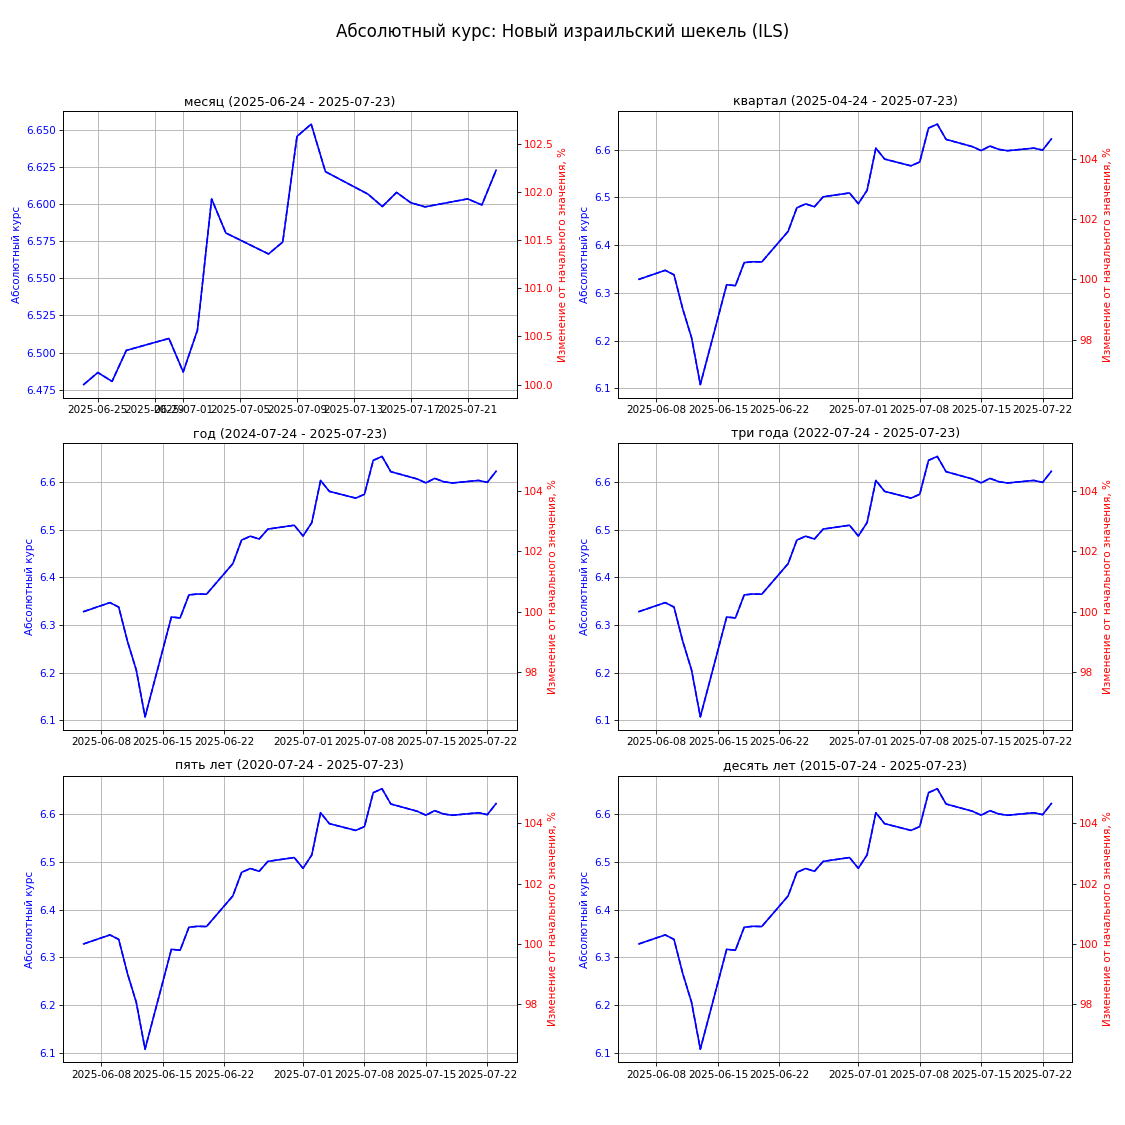 Абсолютный курс: Новый израильский шекель (ILS)
месяц (2025-06-24 - 2025-07-23)
Абсолютный курс
6.650
6.625
6.600
6.575
6.550
6.525
6.500
6.475
102.5
102.0
101.5
101.0
100.5
100.0
Изменение от начального значения, %
2025-06-25 2025-06-29 2025-07-01 2025-07-05 2025-07-09 2025-07-13 2025-07-17 2025-07-21
квартал (2025-04-24 - 2025-07-23)
Абсолютный курс
6.6
6.5
6.4
6.3
6.2
6.1
104
102
100
98
Изменение от начального значения, %
2025-06-08 2025-06-15 2025-06-22 2025-07-01 2025-07-08 2025-07-15 2025-07-22
год (2024-07-24 - 2025-07-23)
Абсолютный курс
6.6
6.5
6.4
6.3
6.2
6.1
104
102
100
98
Изменение от начального значения, %
2025-06-08 2025-06-15 2025-06-22 2025-07-01 2025-07-08 2025-07-15 2025-07-22
три года (2022-07-24 - 2025-07-23)
Абсолютный курс
6.6
6.5
6.4
6.3
6.2
6.1
104
102
100
98
Изменение от начального значения, %
2025-06-08 2025-06-15 2025-06-22 2025-07-01 2025-07-08 2025-07-15 2025-07-22
пять лет (2020-07-24 - 2025-07-23)
Абсолютный курс
6.6
6.5
6.4
6.3
6.2
6.1
104
102
100
98
Изменение от начального значения, %
2025-06-08 2025-06-15 2025-06-22 2025-07-01 2025-07-08 2025-07-15 2025-07-22
десять лет (2015-07-24 - 2025-07-23)
Абсолютный курс
6.6
6.5
6.4
6.3
6.2
6.1
104
102
100
98
Изменение от начального значения, %
2025-06-08 2025-06-15 2025-06-22 2025-07-01 2025-07-08 2025-07-15 2025-07-22